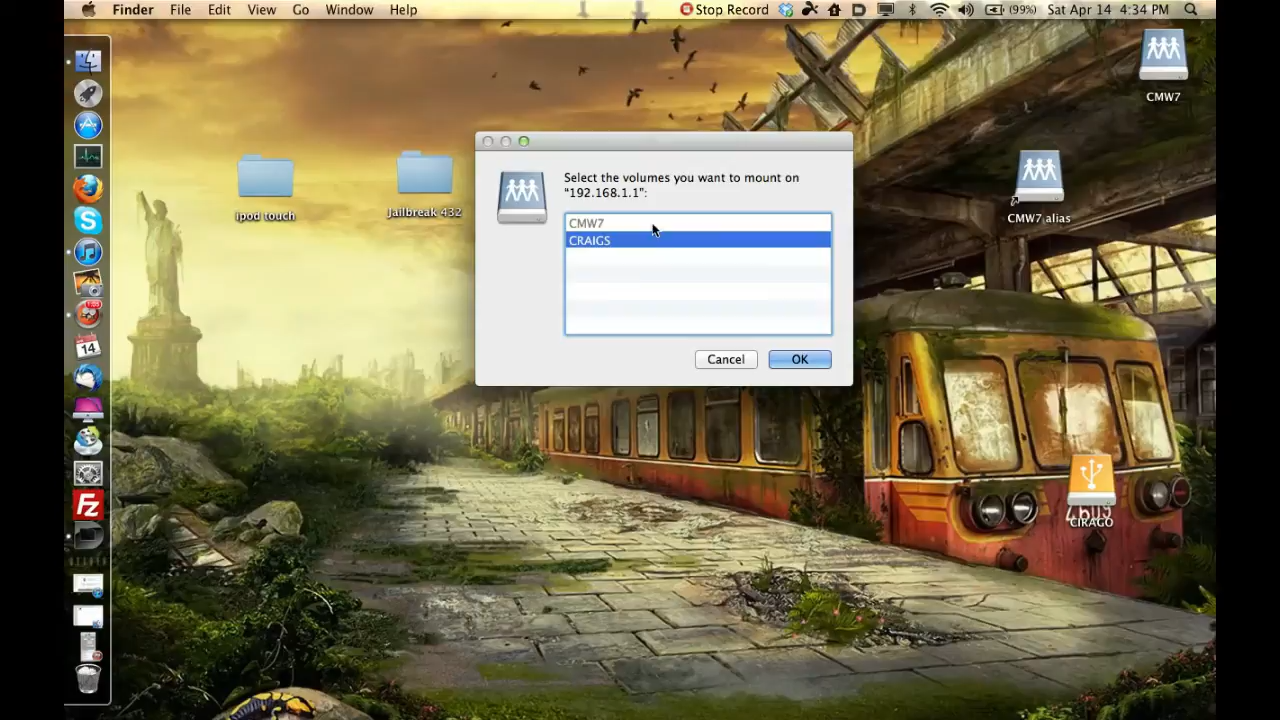 Finder File Edit View Go Window Help Stop Record (99%) Sat Apr 14 4:34 PM
CMW7
Select the volumes you want to mount on
"192.168.1.1":
ipod touch
Jailbreak 432
CMW7 alias
CMW7
CRAIGS
Cancel OK
14
FZ
CIRAGO